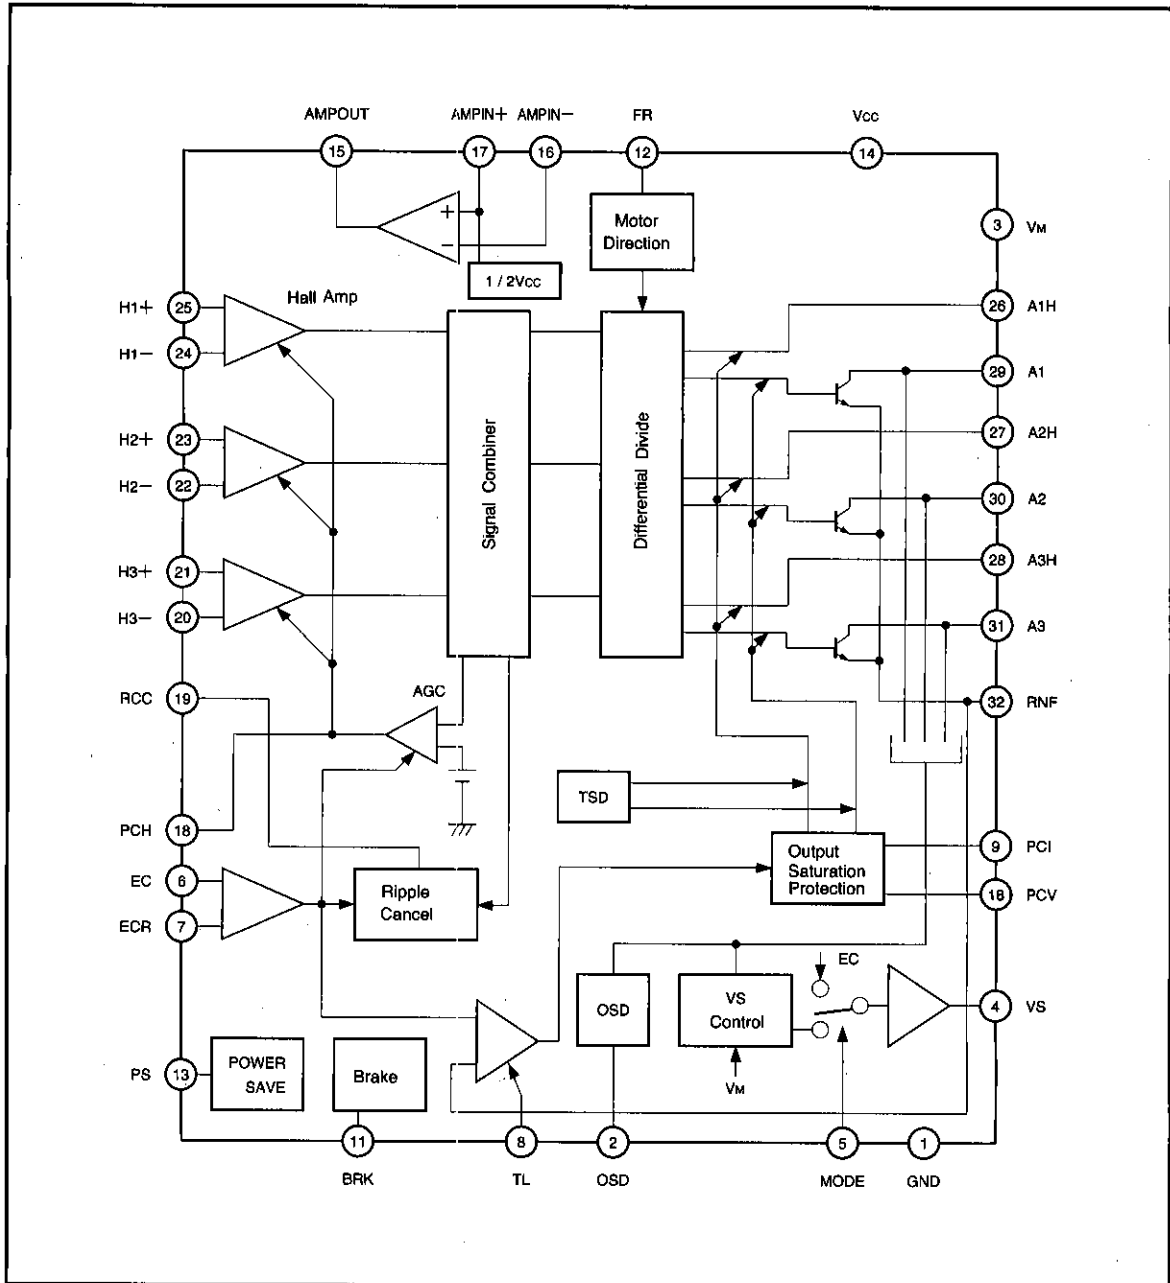 AMPOUT AMPIN+ AMPIN− FR Vcc
15 17 16 12 14
+
−
1 / 2Vcc
Motor
Direction
3 VM
Hall Amp
H1+ 25
H1− 24
H2+ 23
H2− 22
H3+ 21
H3− 20
Signal Combiner
Differential Divide
26 A1H
29 A1
27 A2H
30 A2
28 A3H
31 A3
32 RNF
RCC 19
AGC
PCH 18
EC 6
ECR 7
Ripple
Cancel
TSD
Output
Saturation
Protection
9 PCI
18 PCV
EC
OSD
VS
Control
VM
4 VS
PS 13
POWER
SAVE
Brake
11 8 2 5 1
BRK TL OSD MODE GND